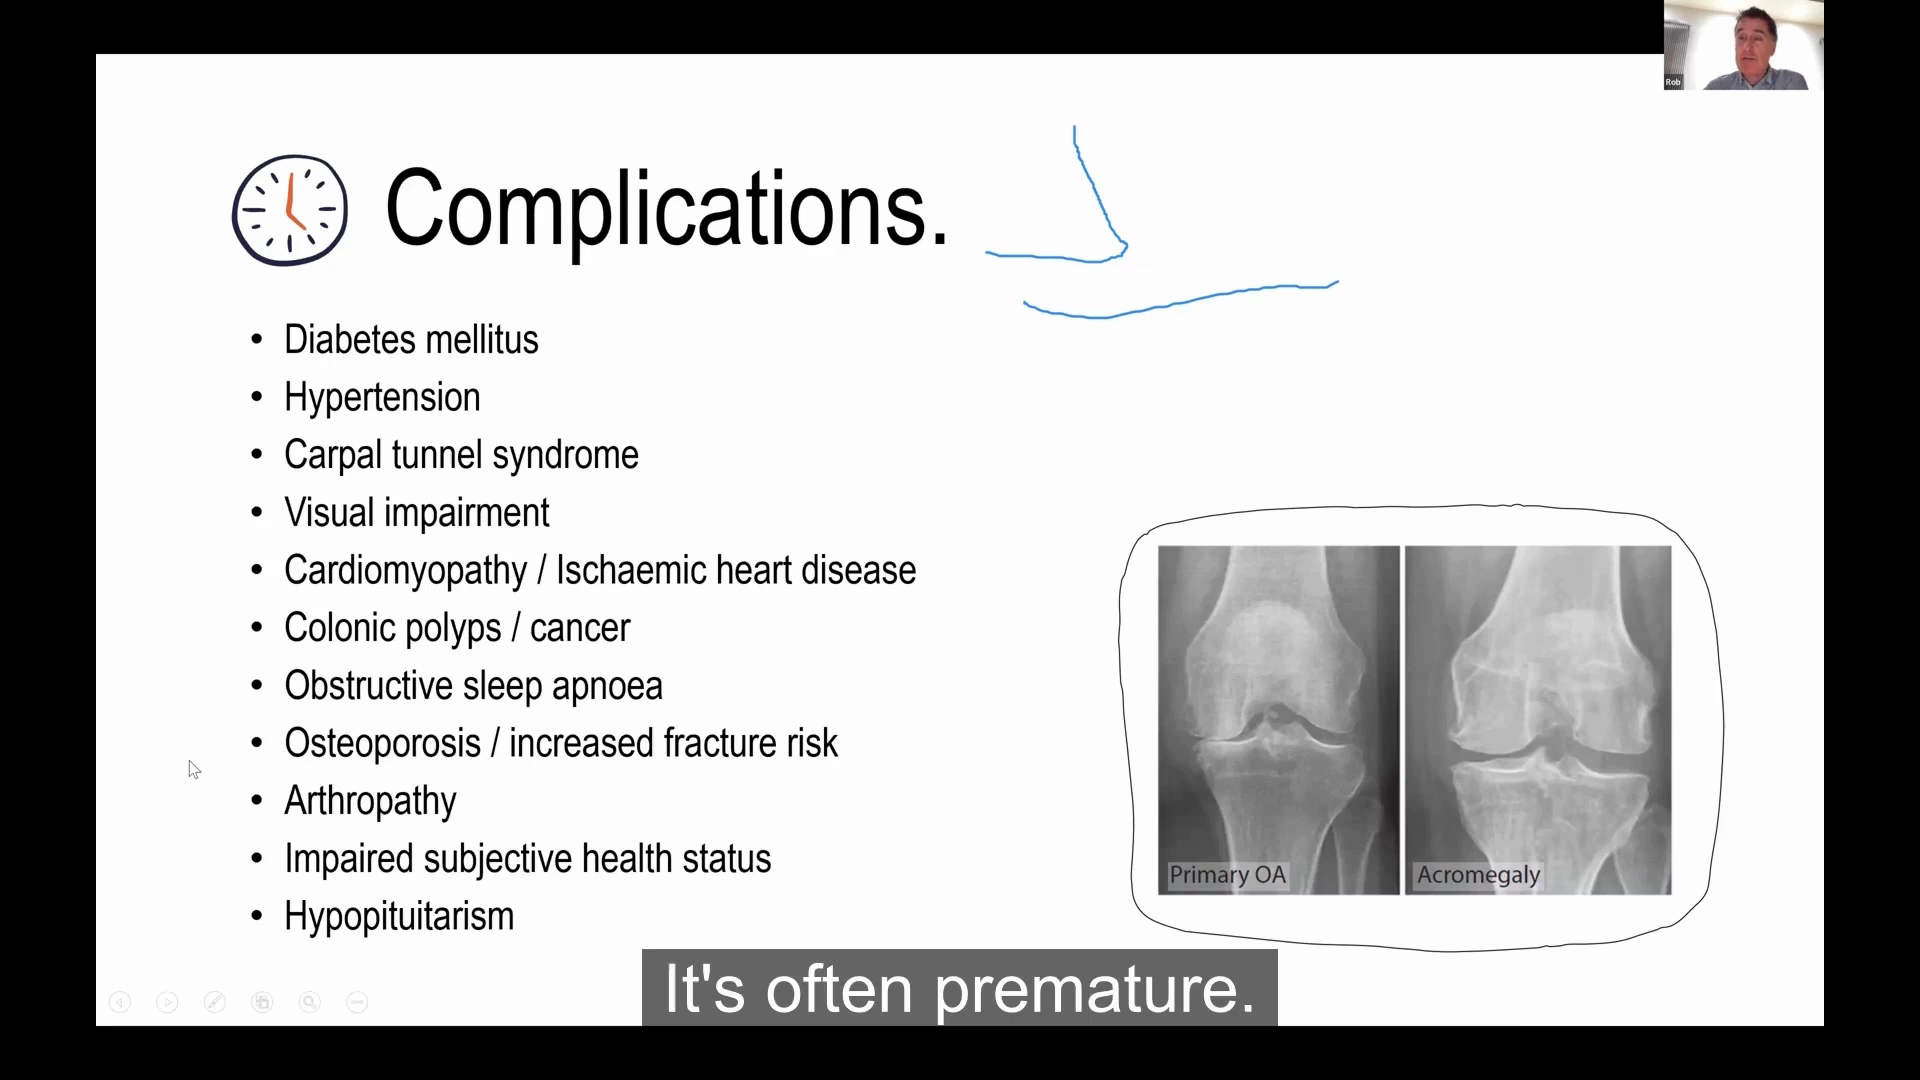 Rob
Complications.
• Diabetes mellitus
• Hypertension
• Carpal tunnel syndrome
• Visual impairment
• Cardiomyopathy / Ischaemic heart disease
• Colonic polyps / cancer
• Obstructive sleep apnoea
• Osteoporosis / increased fracture risk
• Arthropathy
• Impaired subjective health status
• Hypopituitarism
Primary OA
Acromegaly
It's often premature.